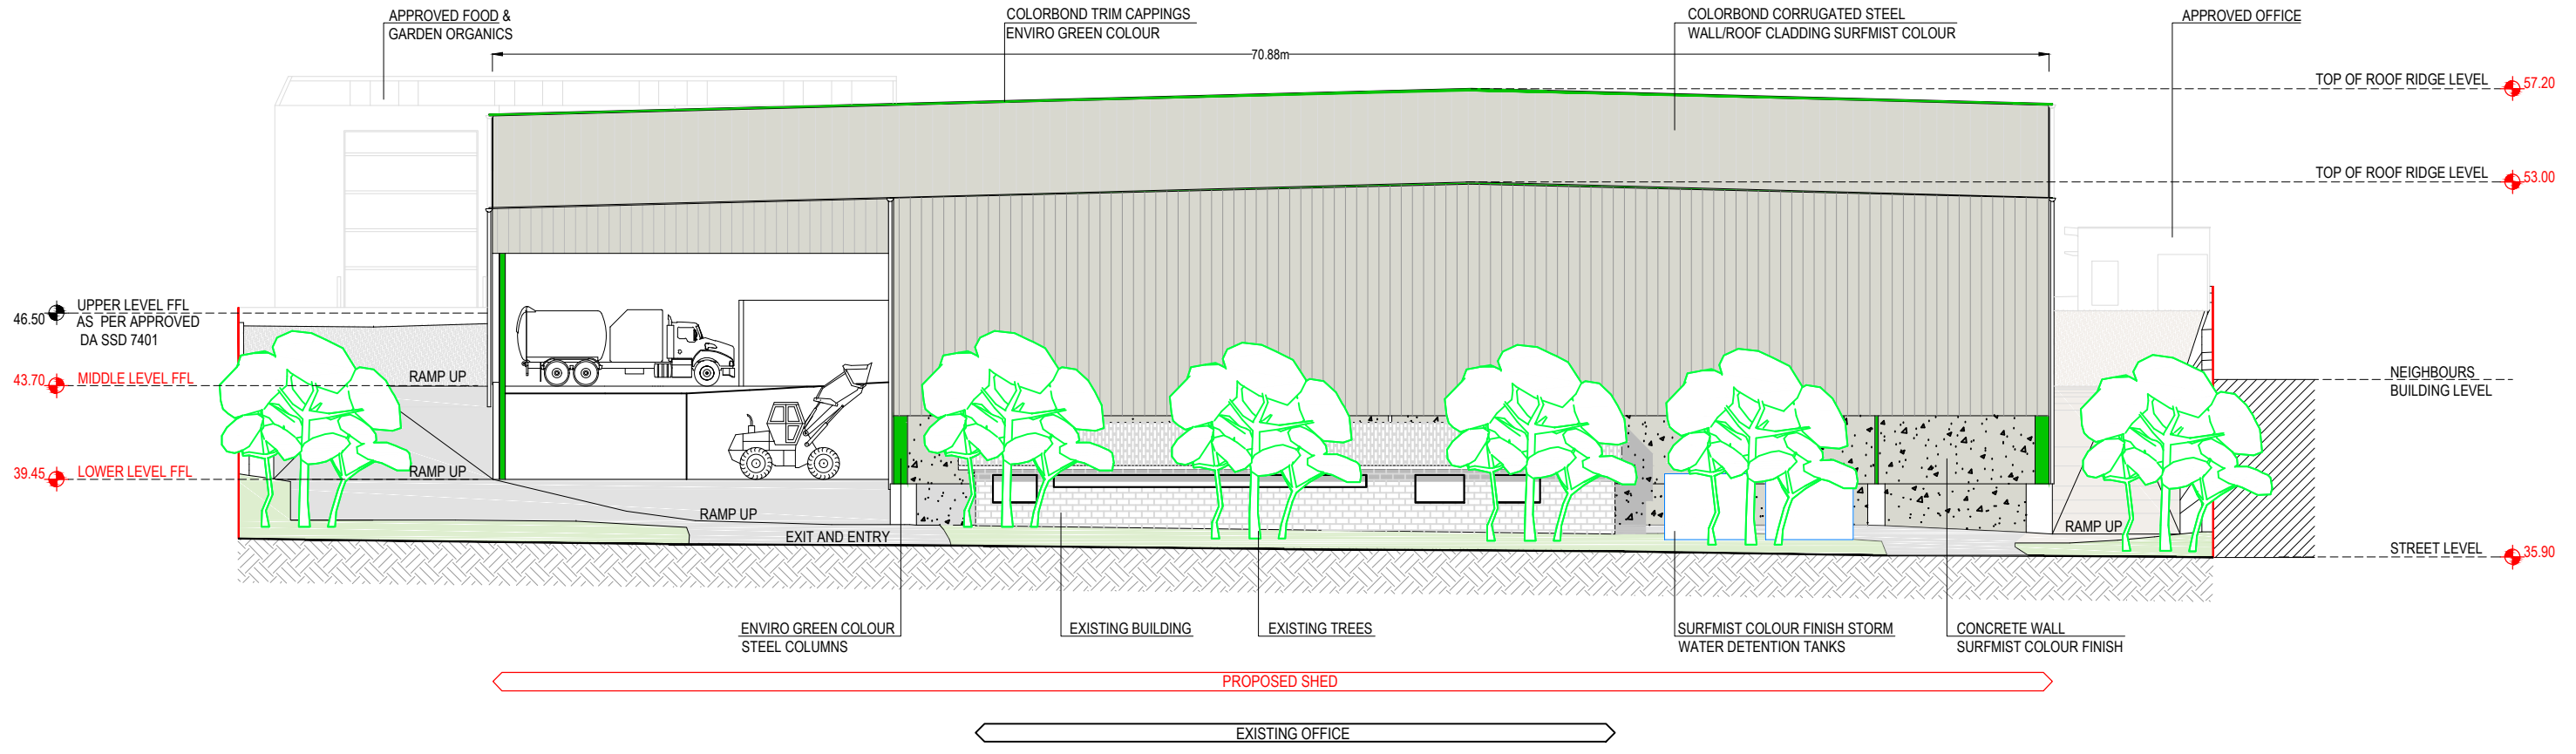 APPROVED FOOD &
GARDEN ORGANICS
COLORBOND TRIM CAPPINGS
ENVIRO GREEN COLOUR
COLORBOND CORRUGATED STEEL
WALL/ROOF CLADDING SURFMIST COLOUR
APPROVED OFFICE
70.88m
TOP OF ROOF RIDGE LEVEL 57.20
TOP OF ROOF RIDGE LEVEL 53.00
46.50 UPPER LEVEL FFL
AS PER APPROVED
DA SSD 7401
43.70 MIDDLE LEVEL FFL
RAMP UP
NEIGHBOURS
BUILDING LEVEL
39.45 LOWER LEVEL FFL
RAMP UP
RAMP UP
EXIT AND ENTRY
RAMP UP
STREET LEVEL 35.90
ENVIRO GREEN COLOUR
STEEL COLUMNS
EXISTING BUILDING
EXISTING TREES
SURFMIST COLOUR FINISH STORM
WATER DETENTION TANKS
CONCRETE WALL
SURFMIST COLOUR FINISH
PROPOSED SHED
EXISTING OFFICE